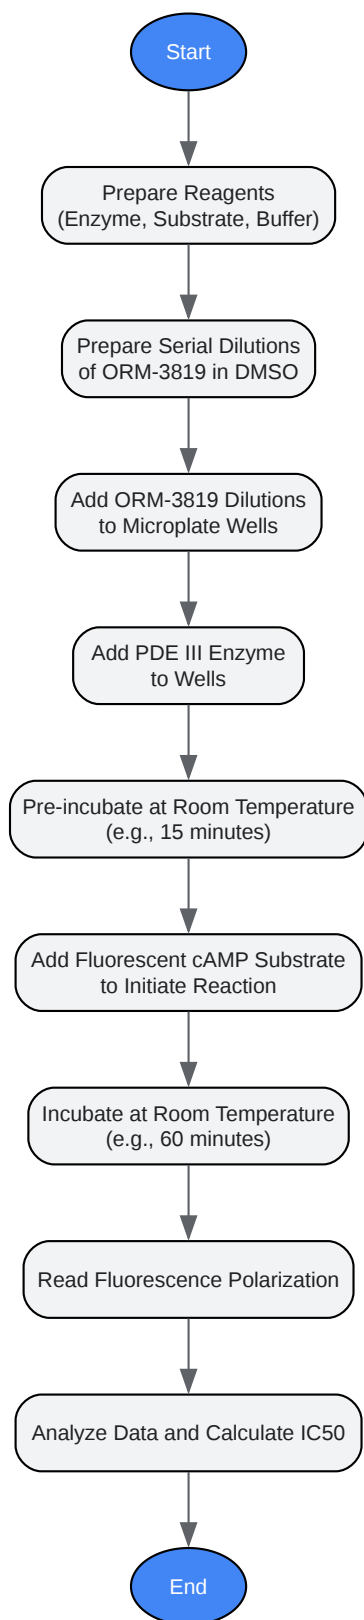 Start
Prepare Reagents
(Enzyme, Substrate, Buffer)
Prepare Serial Dilutions
of ORM-3819 in DMSO
Add ORM-3819 Dilutions
to Microplate Wells
Add PDE III Enzyme
to Wells
Pre-incubate at Room Temperature
(e.g., 15 minutes)
Add Fluorescent cAMP Substrate
to Initiate Reaction
Incubate at Room Temperature
(e.g., 60 minutes)
Read Fluorescence Polarization
Analyze Data and Calculate IC50
End